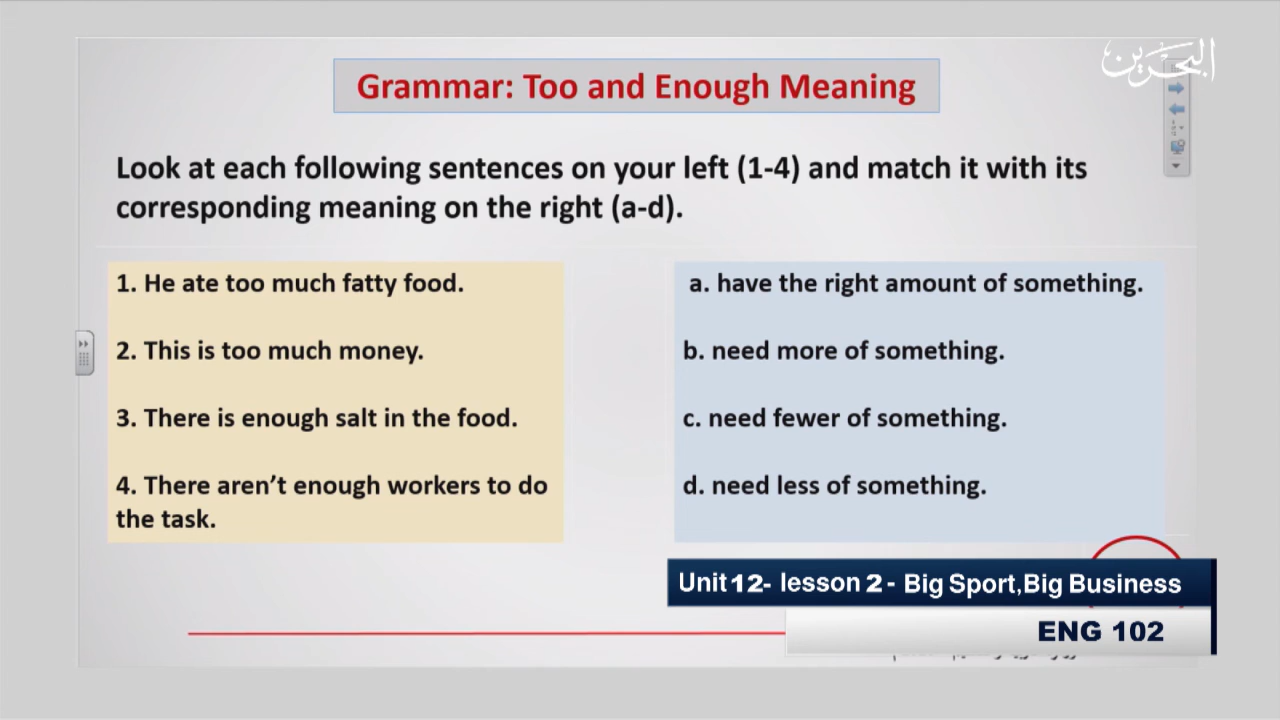 البحرين
Grammar: Too and Enough Meaning
Look at each following sentences on your left (1-4) and match it with its
corresponding meaning on the right (a-d).
1. He ate too much fatty food.
2. This is too much money.
3. There is enough salt in the food.
4. There aren’t enough workers to do
the task.
a. have the right amount of something.
b. need more of something.
c. need fewer of something.
d. need less of something.
Unit 12- lesson 2 - Big Sport,Big Business
ENG 102